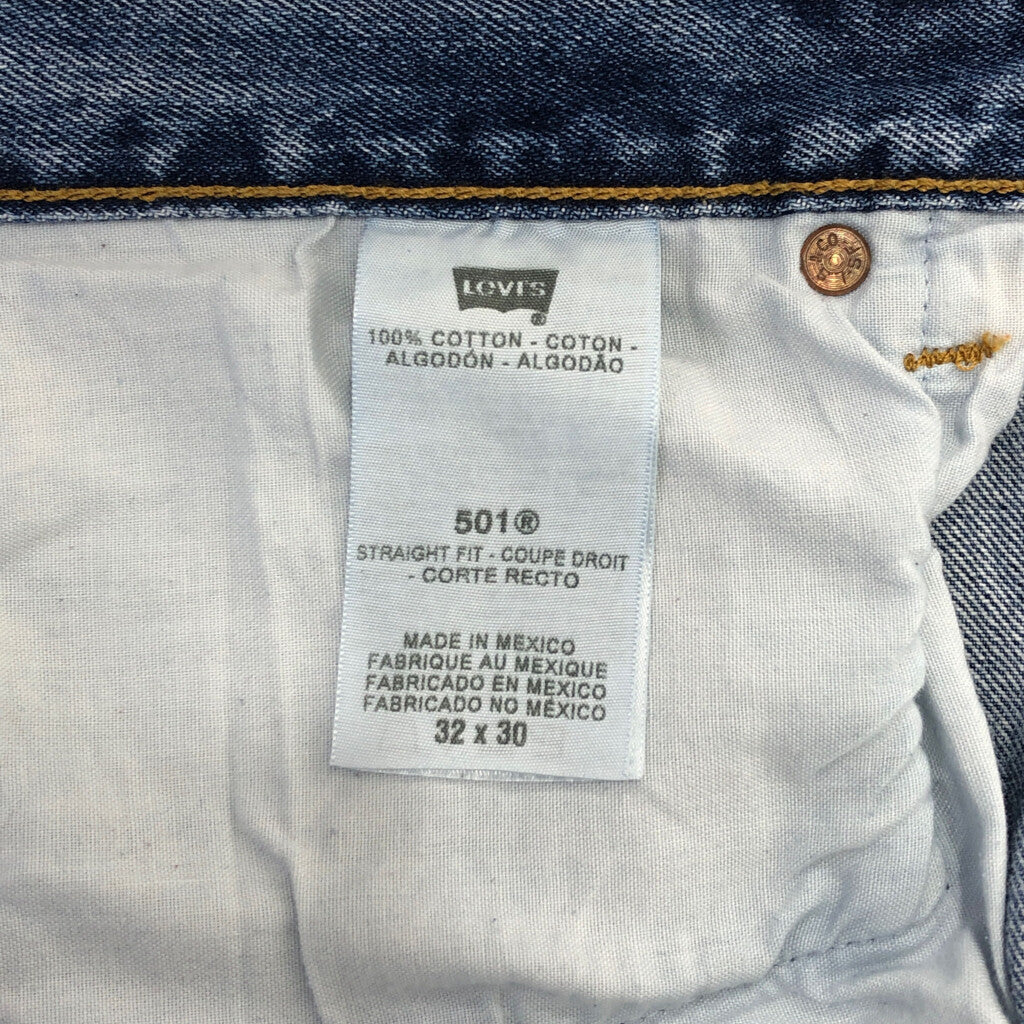 LEVI'S
®
100% COTTON - COTON -
ALGODÓN - ALGODÃO
501®
STRAIGHT FIT - COUPE DROIT
- CORTE RECTO
MADE IN MEXICO
FABRIQUE AU MEXIQUE
FABRICADO EN MEXICO
FABRICADO NO MÉXICO
32 x 30